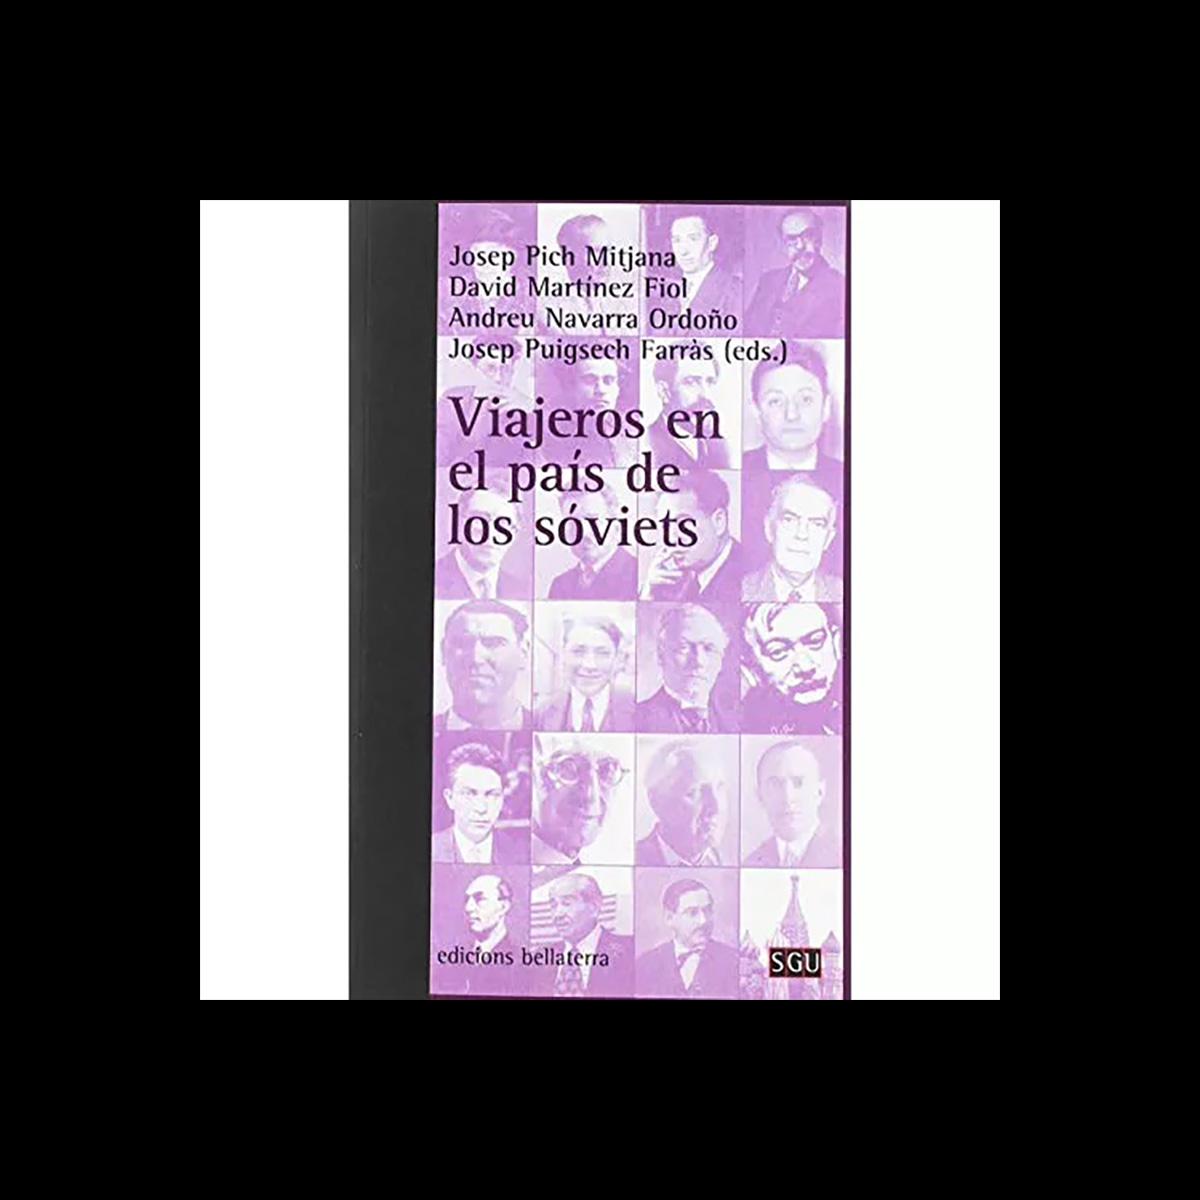 Josep Pich Mitjana
David Martínez Fiol
Andreu Navarra Ordoño
Josep Puigsech Farràs (eds.)
Viajeros en
el país de
los sóviets
edicions bellaterra
SGU